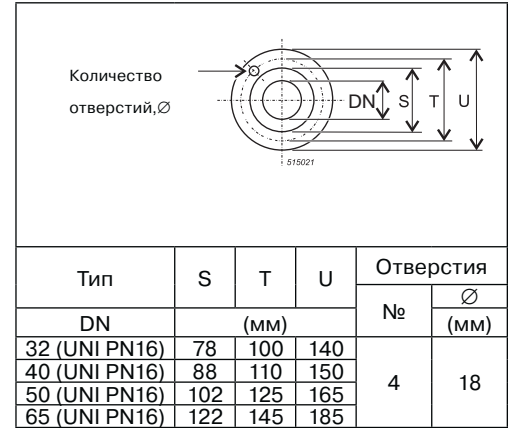 Количество
отверстий,∅
DN S T U
515021
Тип S T U Отверстия
№ ∅
DN (мм) (мм)
32 (UNI PN16) 78 100 140
40 (UNI PN16) 88 110 150
4 18
50 (UNI PN16) 102 125 165
65 (UNI PN16) 122 145 185